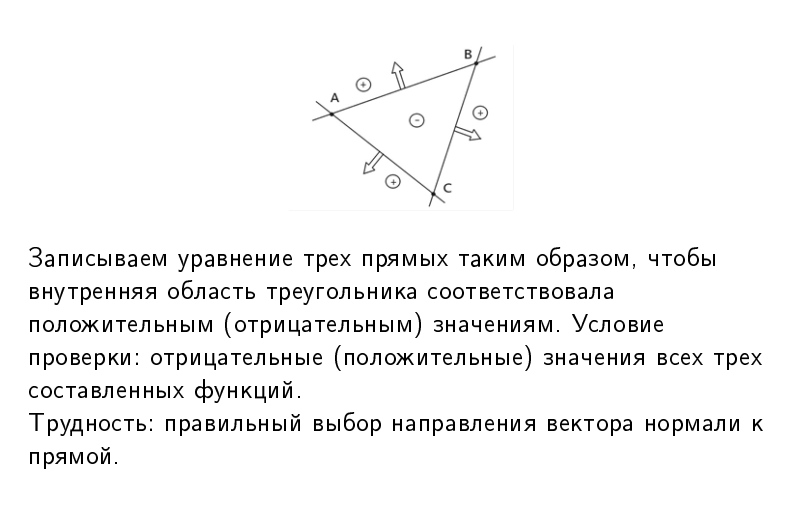 B
+
A
+
−
+
C
Записываем уравнение трех прямых таким образом, чтобы
внутренняя область треугольника соответствовала
положительным (отрицательным) значениям. Условие
проверки: отрицательные (положительные) значения всех трех
составленных функций.
Трудность: правильный выбор направления вектора нормали к
прямой.